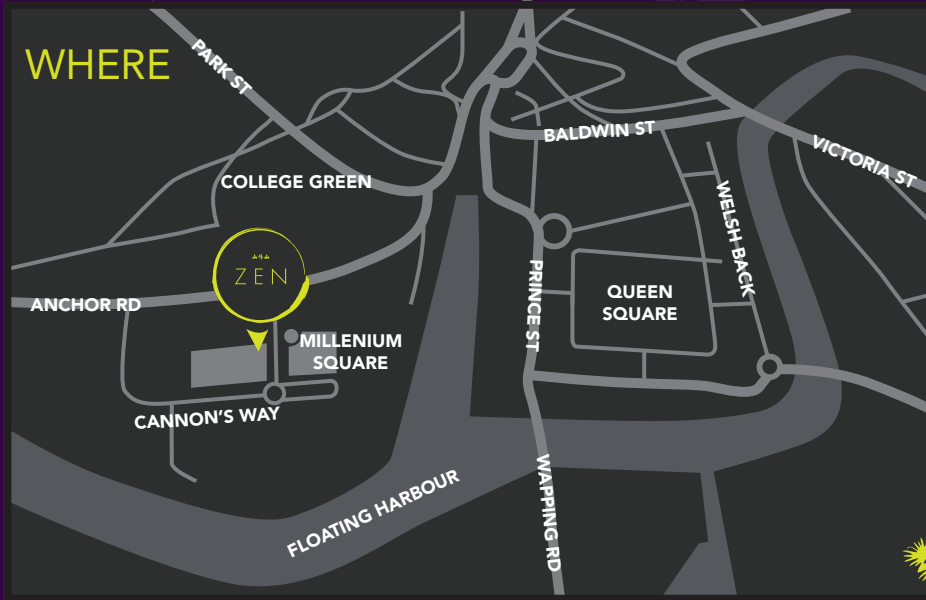 WHERE
PARK ST
BALDWIN ST
VICTORIA ST
COLLEGE GREEN
WELSH BACK
ZEN
ANCHOR RD
PRINCE ST
QUEEN
SQUARE
MILLENIUM
SQUARE
CANNON'S WAY
FLOATING HARBOUR
WAPPING RD